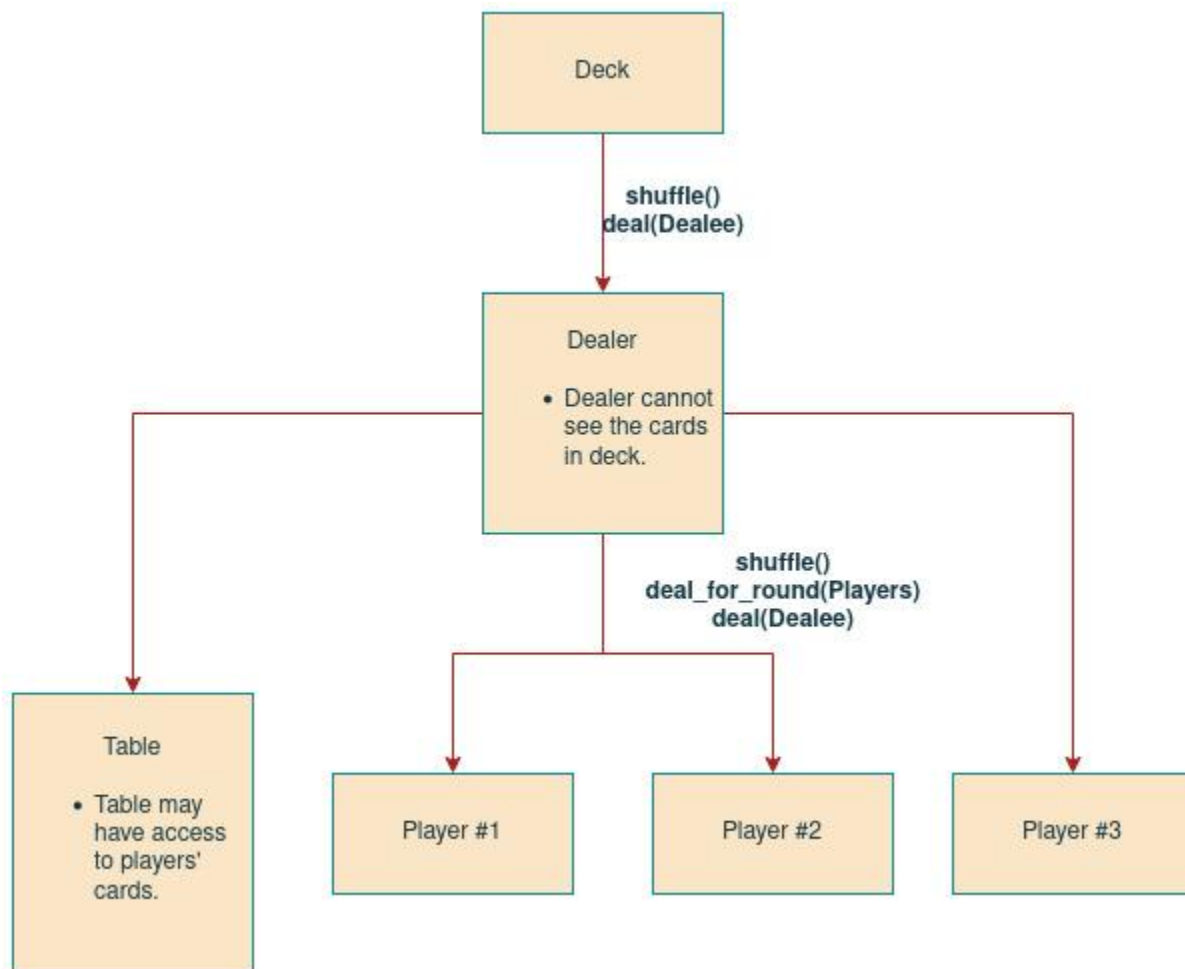 Deck
shuffle()
deal(Dealee)
Dealer
• Dealer cannot
see the cards
in deck.
shuffle()
deal_for_round(Players)
deal(Dealee)
Table
• Table may
have access
to players'
cards.
Player #1
Player #2
Player #3